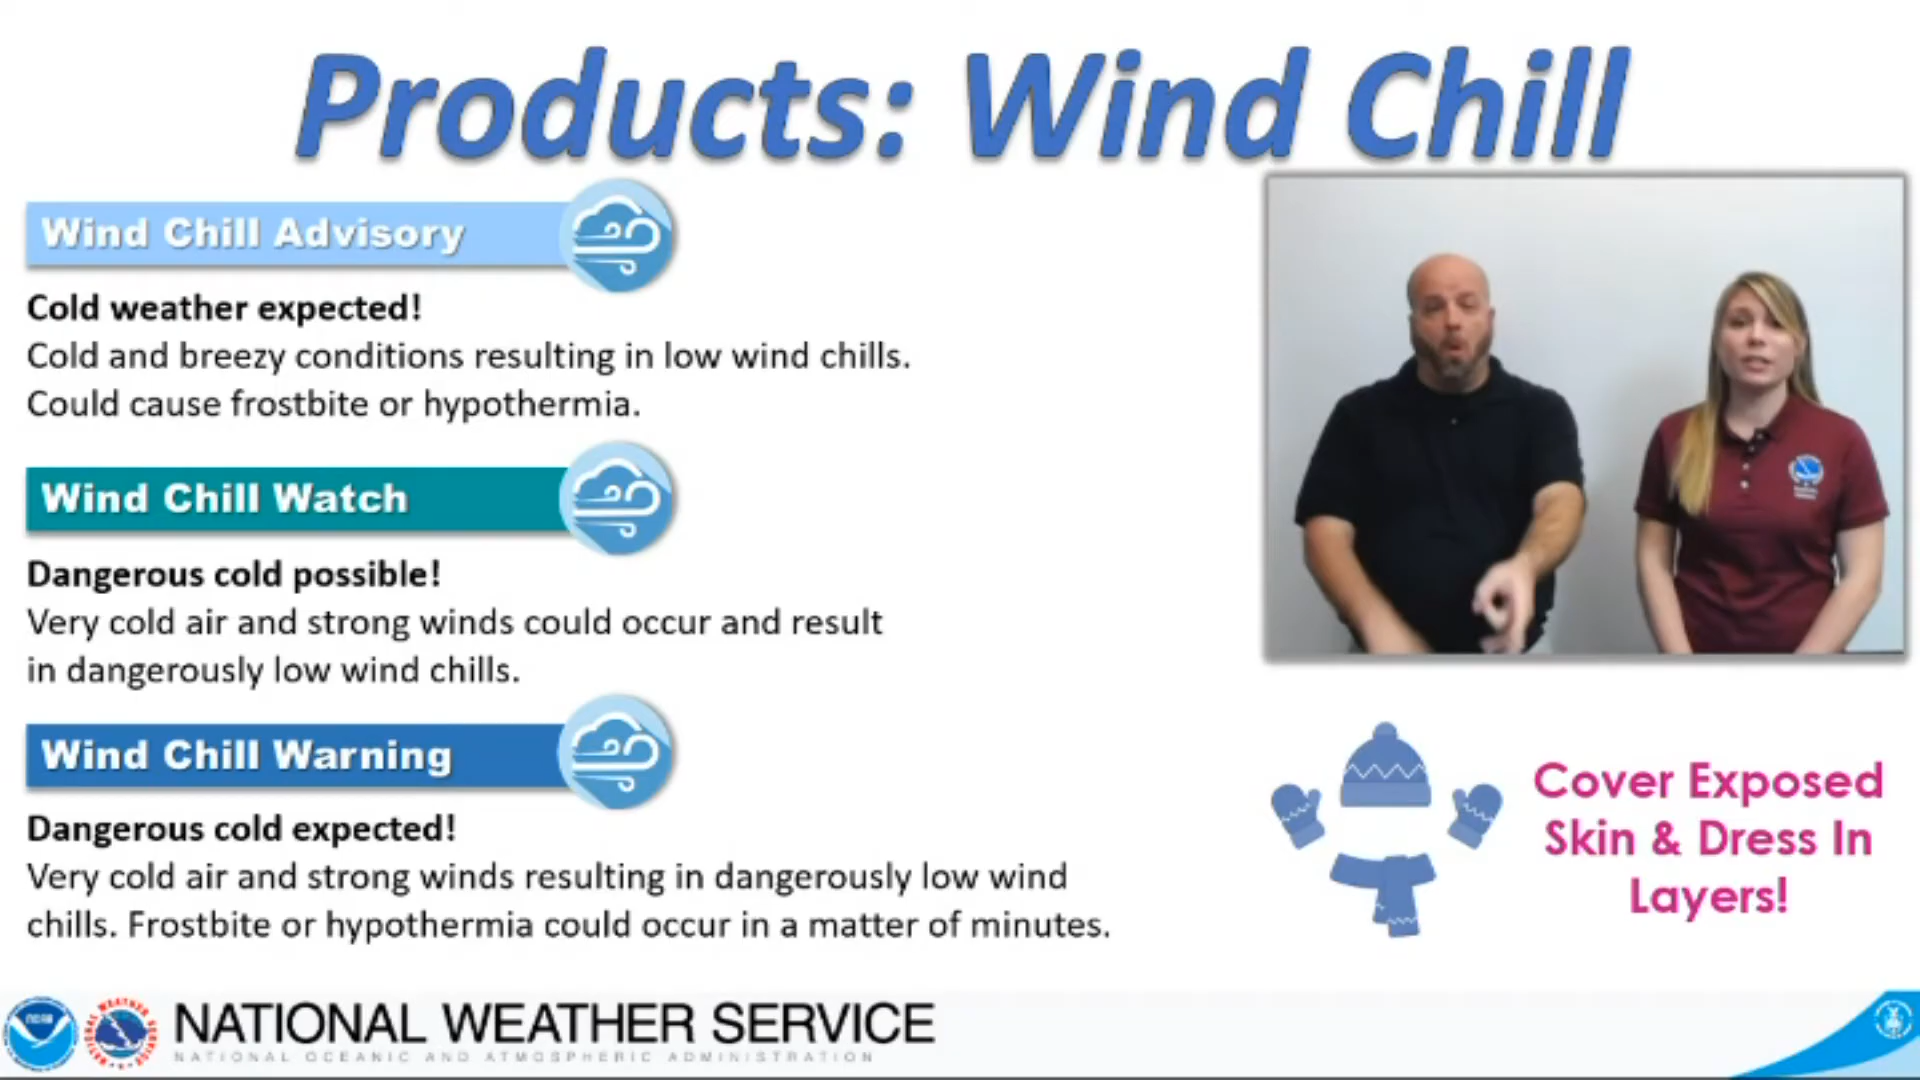 Products: Wind Chill
Wind Chill Advisory
Cold weather expected!
Cold and breezy conditions resulting in low wind chills.
Could cause frostbite or hypothermia.
Wind Chill Watch
Dangerous cold possible!
Very cold air and strong winds could occur and result
in dangerously low wind chills.
Wind Chill Warning
Dangerous cold expected!
Very cold air and strong winds resulting in dangerously low wind
chills. Frostbite or hypothermia could occur in a matter of minutes.
Cover Exposed
Skin & Dress In
Layers!
NATIONAL WEATHER SERVICE
NATIONAL OCEANIC AND ATMOSPHERIC ADMINISTRATION